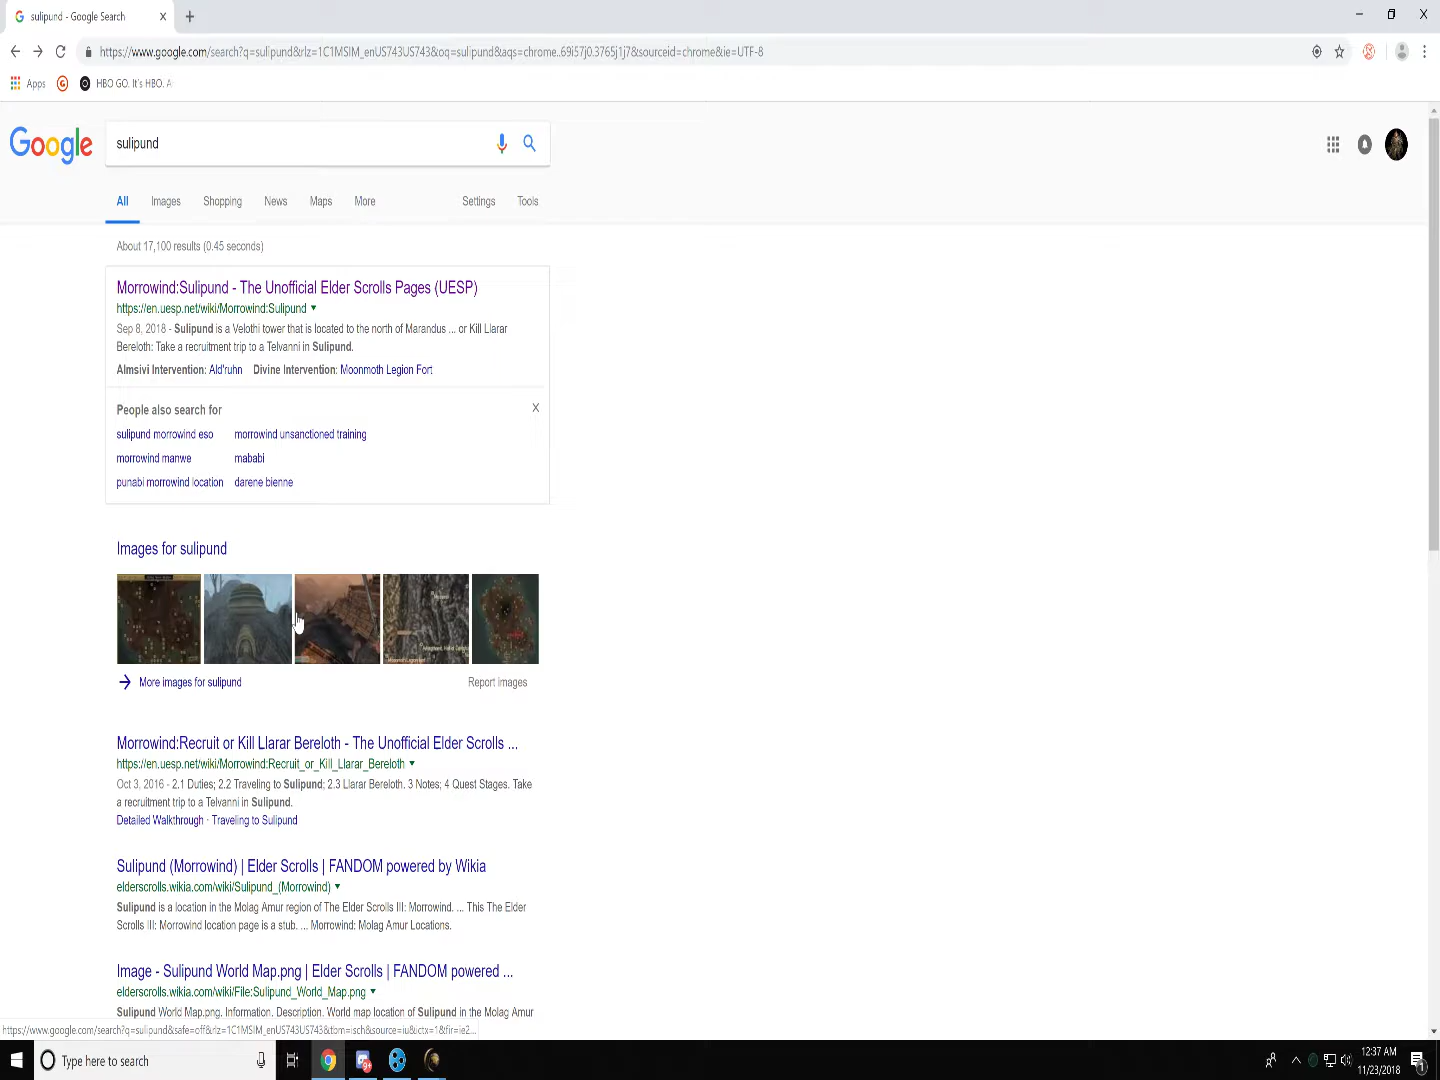 sulipund - Google Search
https://www.google.com/search?q=sulipund&rlz=1C1MSIM_enUS743US743&oq=sulipund&aqs=chrome..69i57j0.3765j1j7&sourceid=chrome&ie=UTF-8
Apps
HBO GO. It's HBO. A
Google
sulipund
All Images Shopping News Maps More Settings Tools
About 17,100 results (0.45 seconds)
Morrowind:Sulipund - The Unofficial Elder Scrolls Pages (UESP)
https://en.uesp.net/wiki/Morrowind:Sulipund
Sep 8, 2018 - Sulipund is a Velothi tower that is located to the north of Marandus ... or Kill Llarar
Bereloth: Take a recruitment trip to a Telvanni in Sulipund.
Almsivi Intervention: Ald'ruhn Divine Intervention: Moonmoth Legion Fort
People also search for
sulipund morrowind eso morrowind unsanctioned training
morrowind manwe mababi
punabi morrowind location darene bienne
Images for sulipund
More images for sulipund Report images
Morrowind:Recruit or Kill Llarar Bereloth - The Unofficial Elder Scrolls ...
https://en.uesp.net/wiki/Morrowind:Recruit_or_Kill_Llarar_Bereloth
Oct 3, 2016 - 2.1 Duties; 2.2 Traveling to Sulipund; 2.3 Llarar Bereloth. 3 Notes; 4 Quest Stages. Take
a recruitment trip to a Telvanni in Sulipund.
Detailed Walkthrough · Traveling to Sulipund
Sulipund (Morrowind) | Elder Scrolls | FANDOM powered by Wikia
elderscrolls.wikia.com/wiki/Sulipund_(Morrowind)
Sulipund is a location in the Molag Amur region of The Elder Scrolls III: Morrowind. ... This The Elder
Scrolls III: Morrowind location page is a stub. ... Morrowind: Molag Amur Locations.
Image - Sulipund World Map.png | Elder Scrolls | FANDOM powered ...
elderscrolls.wikia.com/wiki/File:Sulipund_World_Map.png
Sulipund World Map.png. Information. Description. World map location of Sulipund in the Molag Amur
https://www.google.com/search?q=sulipund&safe=off&rlz=1C1MSIM_enUS743US743&tbm=isch&source=iu&ictx=1&fir=ie2...
Type here to search
12:37 AM
11/23/2018